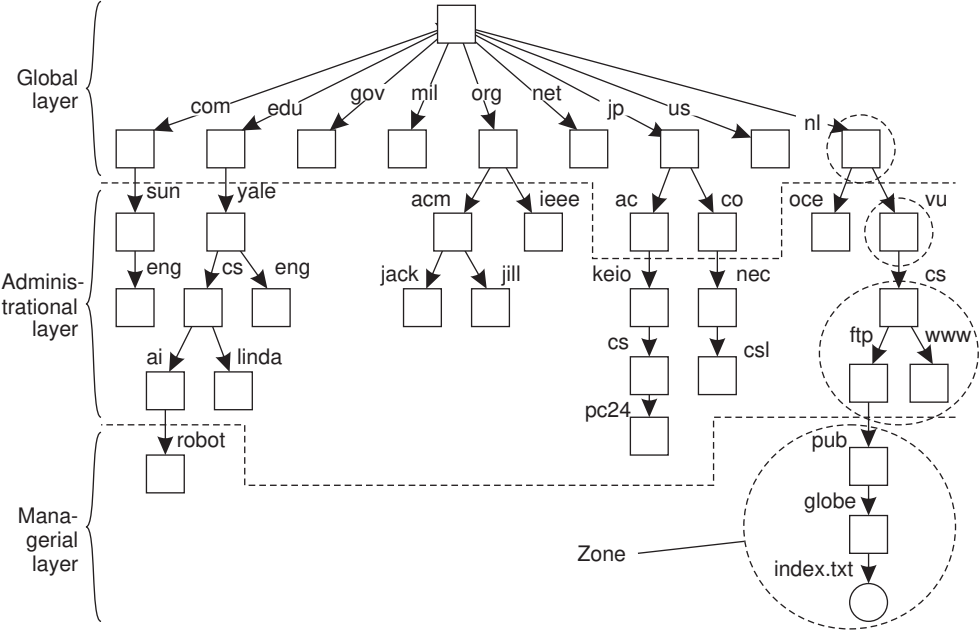 Global
layer
com
edu
gov
mil
org
net
jp
us
nl
sun
yale
acm
ieee
ac
co
oce
vu
Adminis-
trational
layer
eng
cs
eng
jack
jill
keio
nec
cs
ai
linda
cs
csl
ftp
www
pc24
robot
pub
Mana-
gerial
layer
globe
Zone
index.txt